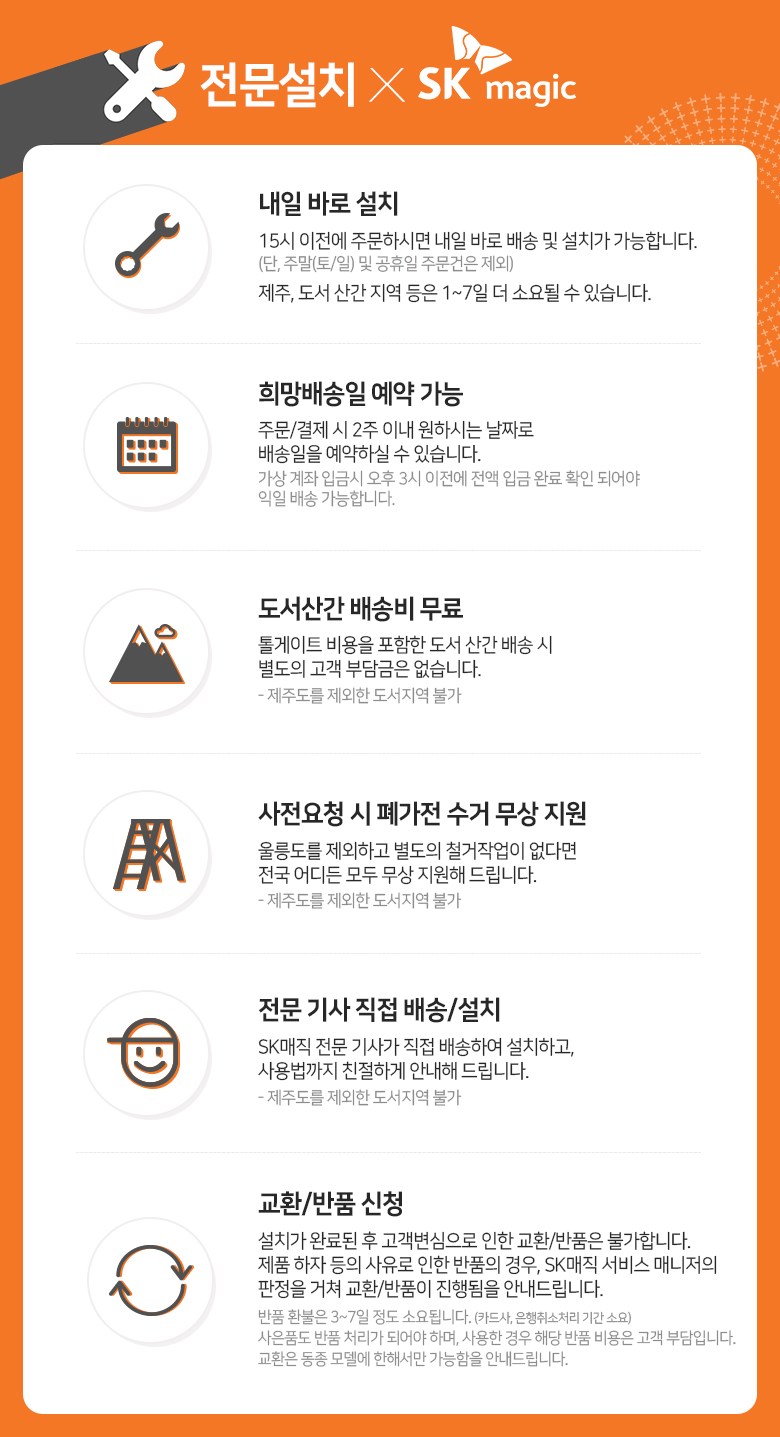 전문설치 × SK magic
내일 바로 설치
15시 이전에 주문하시면 내일 바로 배송 및 설치가 가능합니다.
(단, 주말(토/일) 및 공휴일 주문건은 제외)
제주, 도서 산간 지역 등은 1~7일 더 소요될 수 있습니다.
희망배송일 예약 가능
주문/결제 시 2주 이내 원하시는 날짜로
배송일을 예약하실 수 있습니다.
가상 계좌 입금시 오후 3시 이전에 전액 입금 완료 확인 되어야
익일 배송 가능합니다.
도서산간 배송비 무료
톨게이트 비용을 포함한 도서 산간 배송 시
별도의 고객 부담금은 없습니다.
- 제주도를 제외한 도서지역 불가
사전요청 시 폐가전 수거 무상 지원
울릉도를 제외하고 별도의 철거작업이 없다면
전국 어디든 모두 무상 지원해 드립니다.
- 제주도를 제외한 도서지역 불가
전문 기사 직접 배송/설치
SK매직 전문 기사가 직접 배송하여 설치하고,
사용법까지 친절하게 안내해 드립니다.
- 제주도를 제외한 도서지역 불가
교환/반품 신청
설치가 완료된 후 고객변심으로 인한 교환/반품은 불가합니다.
제품 하자 등의 사유로 인한 반품의 경우, SK매직 서비스 매니저의
판정을 거쳐 교환/반품이 진행됨을 안내드립니다.
반품 환불은 3~7일 정도 소요됩니다. (카드사, 은행취소처리 기간 소요)
사은품도 반품 처리가 되어야 하며, 사용한 경우 해당 반품 비용은 고객 부담입니다.
교환은 동종 모델에 한해서만 가능함을 안내드립니다.